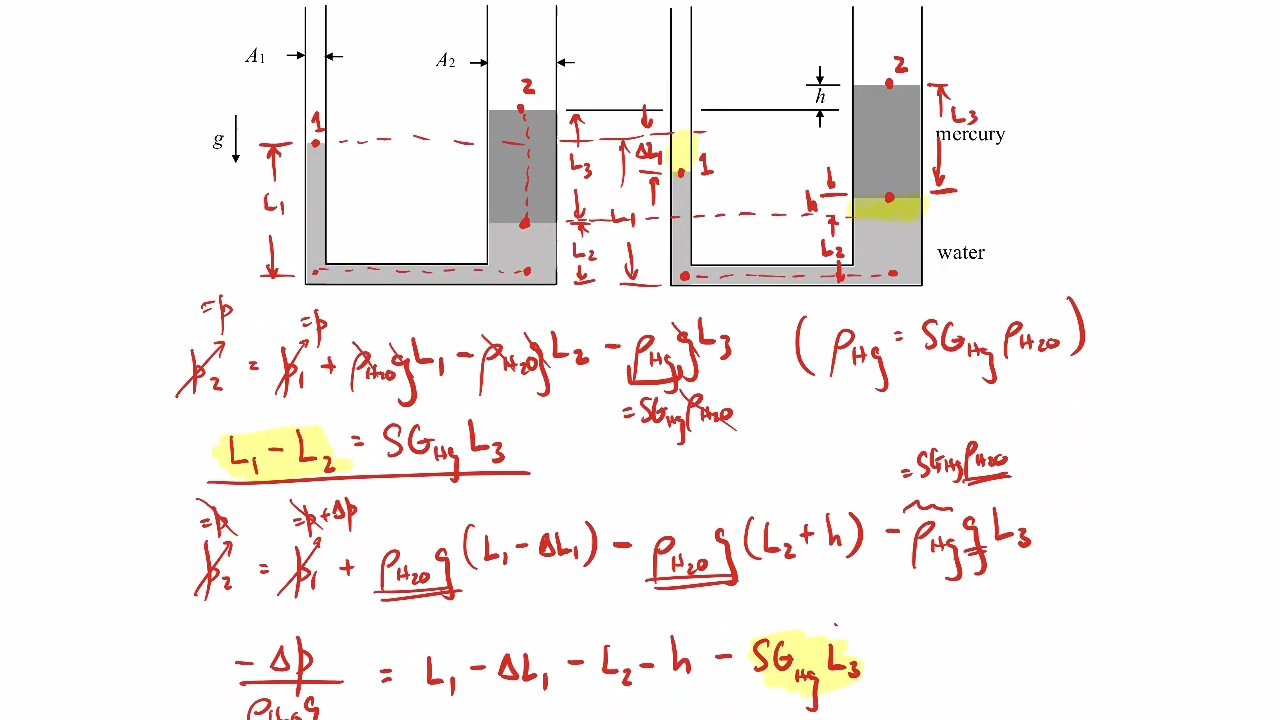 A1 A2 2 2
h
1 g L3
L3 ΔL1 1 mercury
L1 L1 h
L2 L2 water
=p =p
p2 = p1 + ρH2O g L1 - ρH2O g L2 - ρHg g L3 ( ρHg = SGHg ρH2O )
= SGHg ρH2O
L1 - L2 = SGHg L3
= SGHg ρH2O
=p =p+Δp
p2 = p1 + ρH2O g (L1 - ΔL1) - ρH2O g (L2 + h) - ρHg g L3
-Δp / ρH2O g = L1 - ΔL1 - L2 - h - SGHg L3